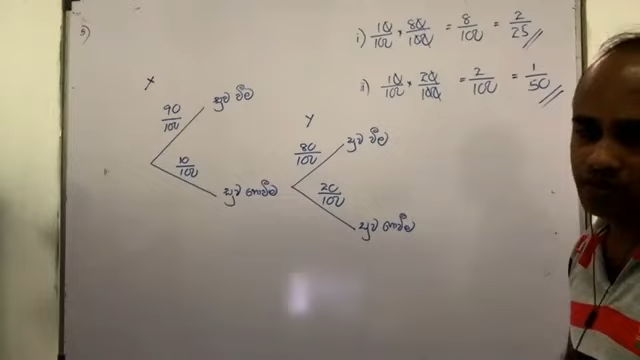 i) 10/100 × 80/100 = 8/100 = 2/25
ii) 10/100 × 20/100 = 2/100 = 1/50
X
90/100 සුව වීම
10/100 සුව නොවීම
Y
80/100 සුව වීම
20/100 සුව නොවීම